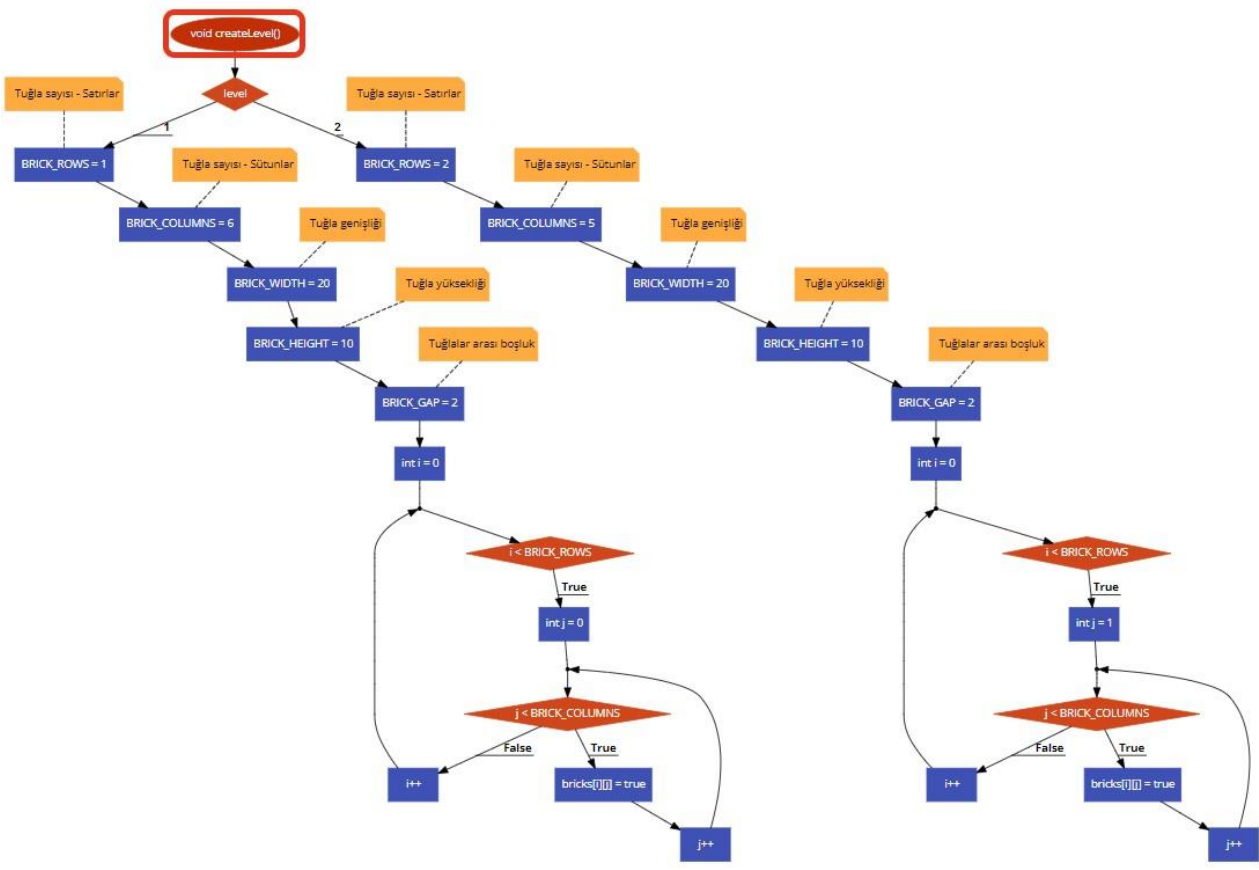 void createLevel()
level
1
2
Tuğla sayısı - Satırlar
Tuğla sayısı - Satırlar
BRICK_ROWS = 1
Tuğla sayısı - Sütunlar
BRICK_ROWS = 2
Tuğla sayısı - Sütunlar
BRICK_COLUMNS = 6
Tuğla genişliği
BRICK_COLUMNS = 5
Tuğla genişliği
BRICK_WIDTH = 20
Tuğla yüksekliği
BRICK_WIDTH = 20
Tuğla yüksekliği
BRICK_HEIGHT = 10
Tuğlalar arası boşluk
BRICK_HEIGHT = 10
Tuğlalar arası boşluk
BRICK_GAP = 2
BRICK_GAP = 2
int i = 0
int i = 0
i < BRICK_ROWS
i < BRICK_ROWS
True
True
int j = 0
int j = 1
j < BRICK_COLUMNS
j < BRICK_COLUMNS
False
True
False
True
i++
bricks[i][j] = true
i++
bricks[i][j] = true
j++
j++